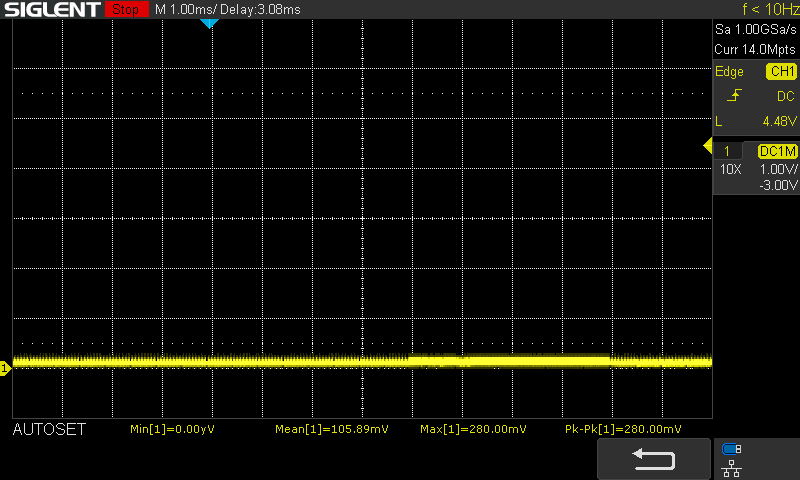 SIGLENT Stop M 1.00ms/ Delay:3.08ms f < 10Hz
Sa 1.00GSa/s
Curr 14.0Mpts
Edge CH1
DC
L 4.48V
1 DC1M
10X 1.00V/
-3.00V
1
AUTOSET Min[1]=0.00yV Mean[1]=105.89mV Max[1]=280.00mV Pk-Pk[1]=280.00mV